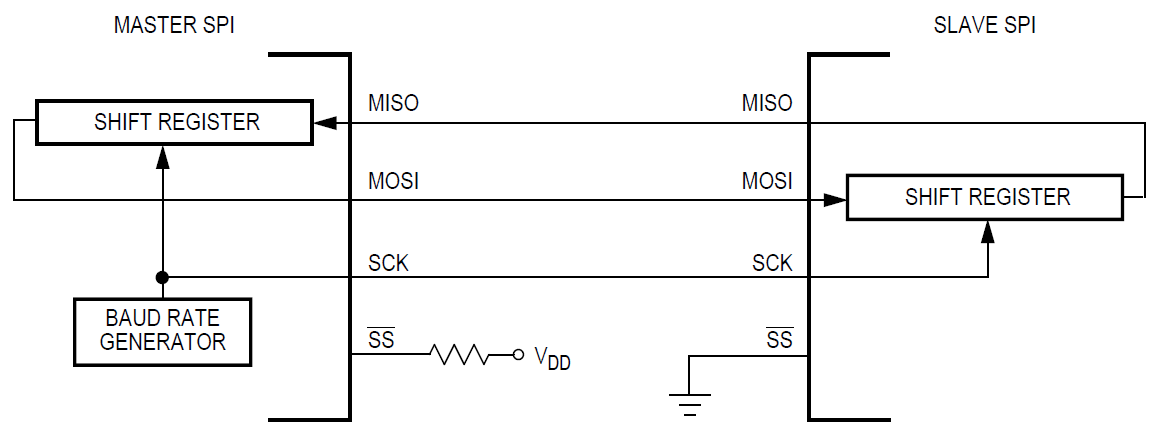 MASTER SPI
SLAVE SPI
MISO
MISO
SHIFT REGISTER
MOSI
MOSI
SHIFT REGISTER
SCK
SCK
BAUD RATE
GENERATOR
SS
VDD
SS